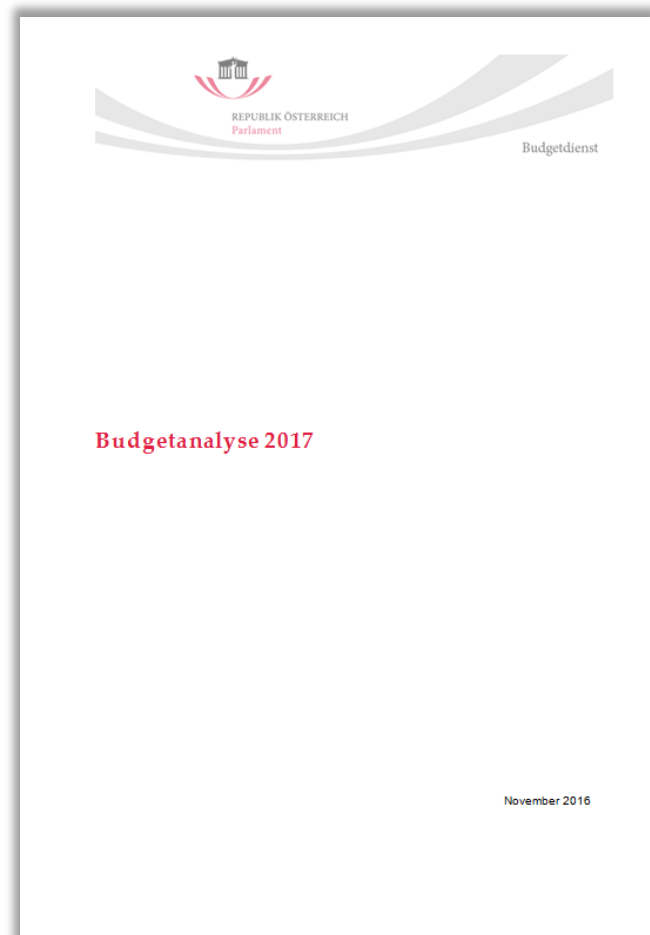 REPUBLIK ÖSTERREICH
Parlament
Budgetdienst
Budgetanalyse 2017
November 2016